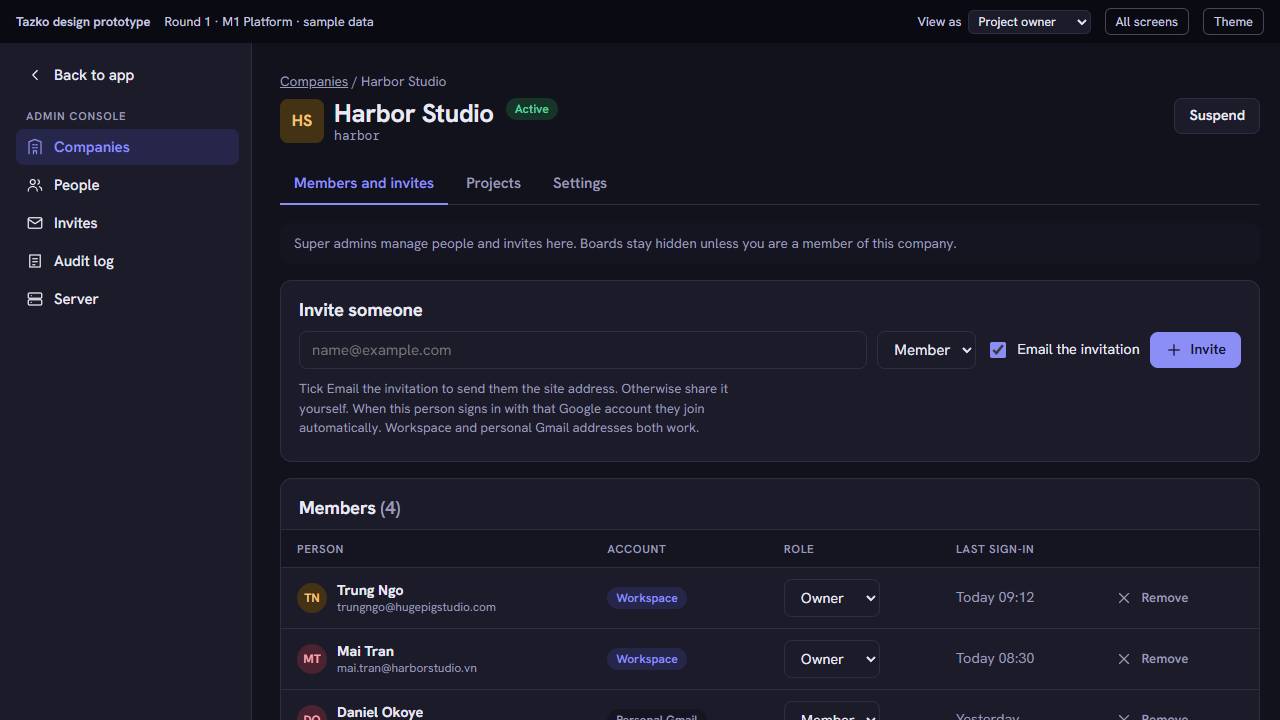 Tazko design prototype Round 1 · M1 Platform · sample data View as Project owner All screens Theme
Back to app
ADMIN CONSOLE
Companies
People
Invites
Audit log
Server
Companies / Harbor Studio
HS Harbor Studio Active
harbor
Suspend
Members and invites Projects Settings
Super admins manage people and invites here. Boards stay hidden unless you are a member of this company.
Invite someone
name@example.com Member Email the invitation Invite
Tick Email the invitation to send them the site address. Otherwise share it
yourself. When this person signs in with that Google account they join
automatically. Workspace and personal Gmail addresses both work.
Members (4)
PERSON ACCOUNT ROLE LAST SIGN-IN
TN Trung Ngo Workspace Owner Today 09:12 Remove
trungngo@hugepigstudio.com
MT Mai Tran Workspace Owner Today 08:30 Remove
mai.tran@harborstudio.vn
DO Daniel Okoye Personal Gmail Member Yesterday Remove